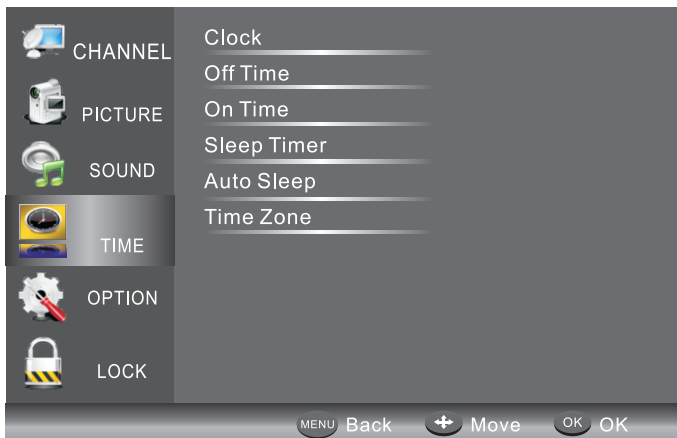 CHANNEL
PICTURE
SOUND
TIME
OPTION
LOCK
Clock
Off Time
On Time
Sleep Timer
Auto Sleep
Time Zone
MENU Back Move OK OK